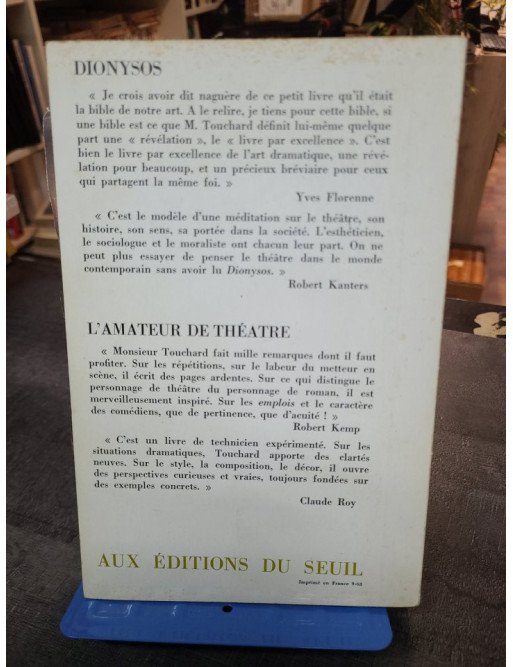 DIONYSOS
« Je crois avoir dit naguère de ce petit livre qu'il était
la bible de notre art. A le relire, je tiens pour cette bible, si
une bible est ce que M. Touchard définit lui-même quelque
part une « révélation », le « livre par excellence ». C'est
bien le livre par excellence de l'art dramatique, une révé-
lation pour beaucoup, et un précieux bréviaire pour ceux
qui partagent la même foi. »
Yves Florenne
« C'est le modèle d'une méditation sur le théâtre, son
histoire, son sens, sa portée dans la société. L'esthéticien,
le sociologue et le moraliste ont chacun leur part. On ne
peut plus essayer de penser le théâtre dans le monde
contemporain sans avoir lu Dionysos. »
Robert Kanters
L'AMATEUR DE THÉATRE
« Monsieur Touchard fait mille remarques dont il faut
profiter. Sur les répétitions, sur le labeur du metteur en
scène, il écrit des pages ardentes. Sur ce qui distingue le
personnage de théâtre du personnage de roman, il est
merveilleusement inspiré. Sur les emplois et le caractère
des comédiens, que de pertinence, que d'acuité ! »
Robert Kemp
« C'est un livre de technicien expérimenté. Sur les
situations dramatiques, Touchard apporte des clartés
neuves. Sur le style, la composition, le décor, il ouvre
des perspectives curieuses et vraies, toujours fondées sur
des exemples concrets. »
Claude Roy
AUX ÉDITIONS DU SEUIL
Imprimé en France 9-68